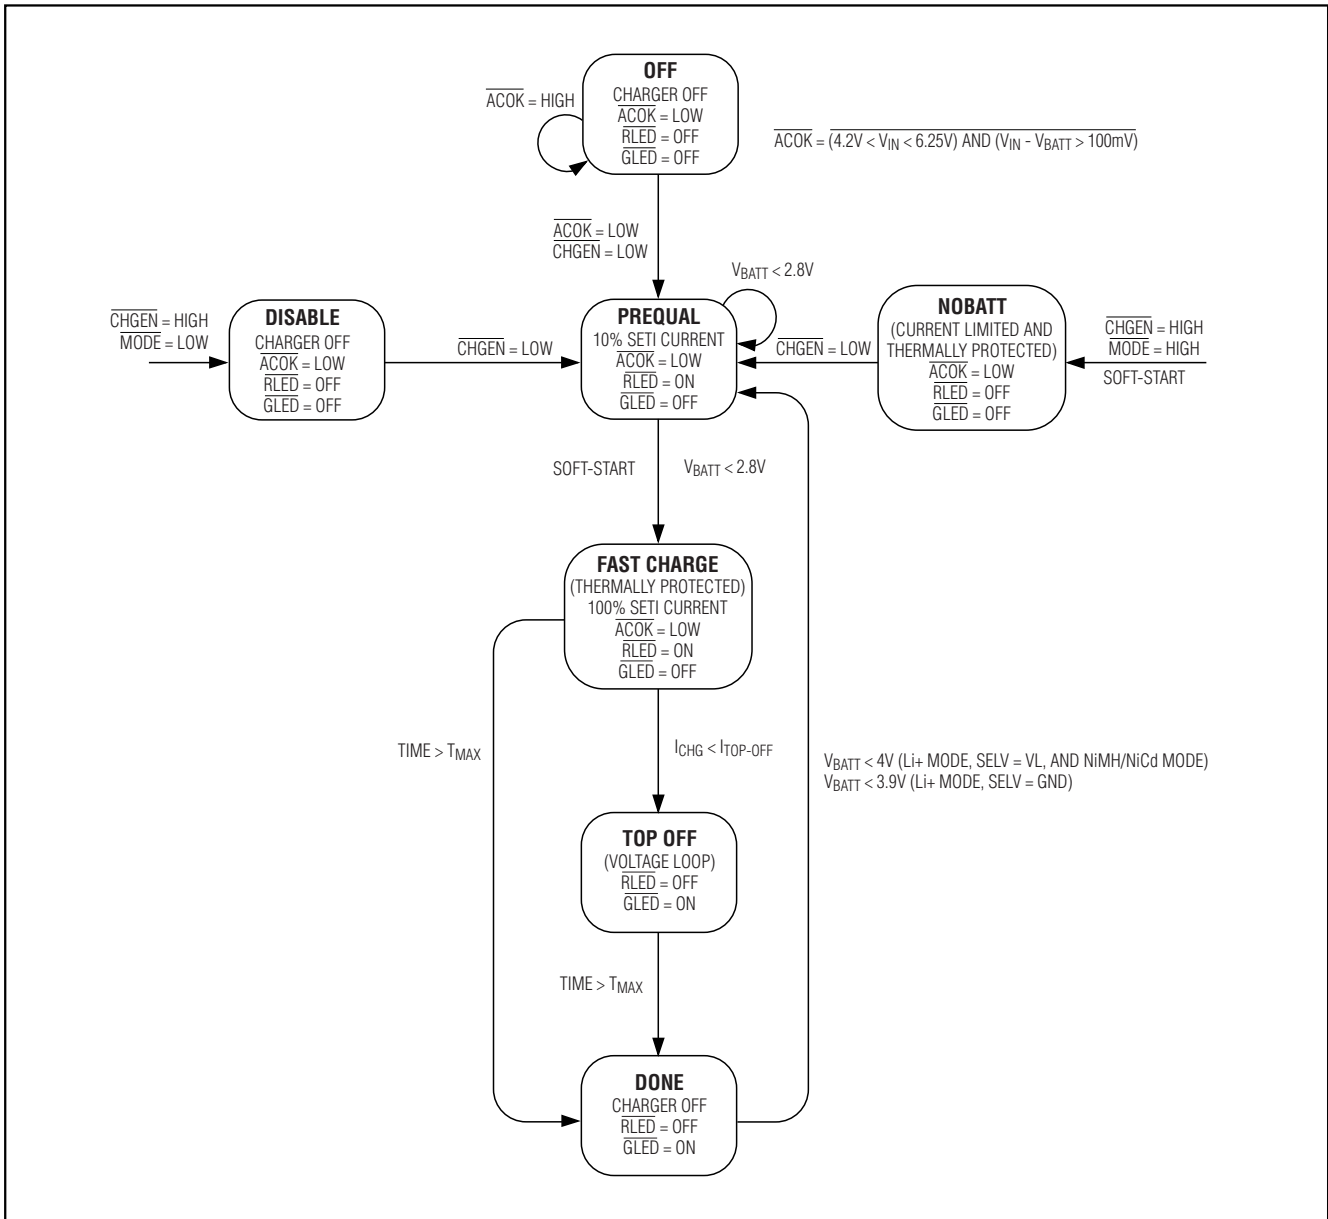 OFF
CHARGER OFF
ACOK = LOW
RLED = OFF
GLED = OFF
ACOK = HIGH
ACOK = (4.2V < VIN < 6.25V) AND (VIN - VBATT > 100mV)
ACOK = LOW
CHGEN = LOW
VBATT < 2.8V
CHGEN = HIGH
MODE = LOW
DISABLE
CHARGER OFF
ACOK = LOW
RLED = OFF
GLED = OFF
CHGEN = LOW
PREQUAL
10% SETI CURRENT
ACOK = LOW
RLED = ON
GLED = OFF
CHGEN = LOW
NOBATT
(CURRENT LIMITED AND
THERMALLY PROTECTED)
ACOK = LOW
RLED = OFF
GLED = OFF
CHGEN = HIGH
MODE = HIGH
SOFT-START
SOFT-START
VBATT < 2.8V
FAST CHARGE
(THERMALLY PROTECTED)
100% SETI CURRENT
ACOK = LOW
RLED = ON
GLED = OFF
TIME > TMAX
ICHG < ITOP-OFF
VBATT < 4V (Li+ MODE, SELV = VL, AND NiMH/NiCd MODE)
VBATT < 3.9V (Li+ MODE, SELV = GND)
TOP OFF
(VOLTAGE LOOP)
RLED = OFF
GLED = ON
TIME > TMAX
DONE
CHARGER OFF
RLED = OFF
GLED = ON